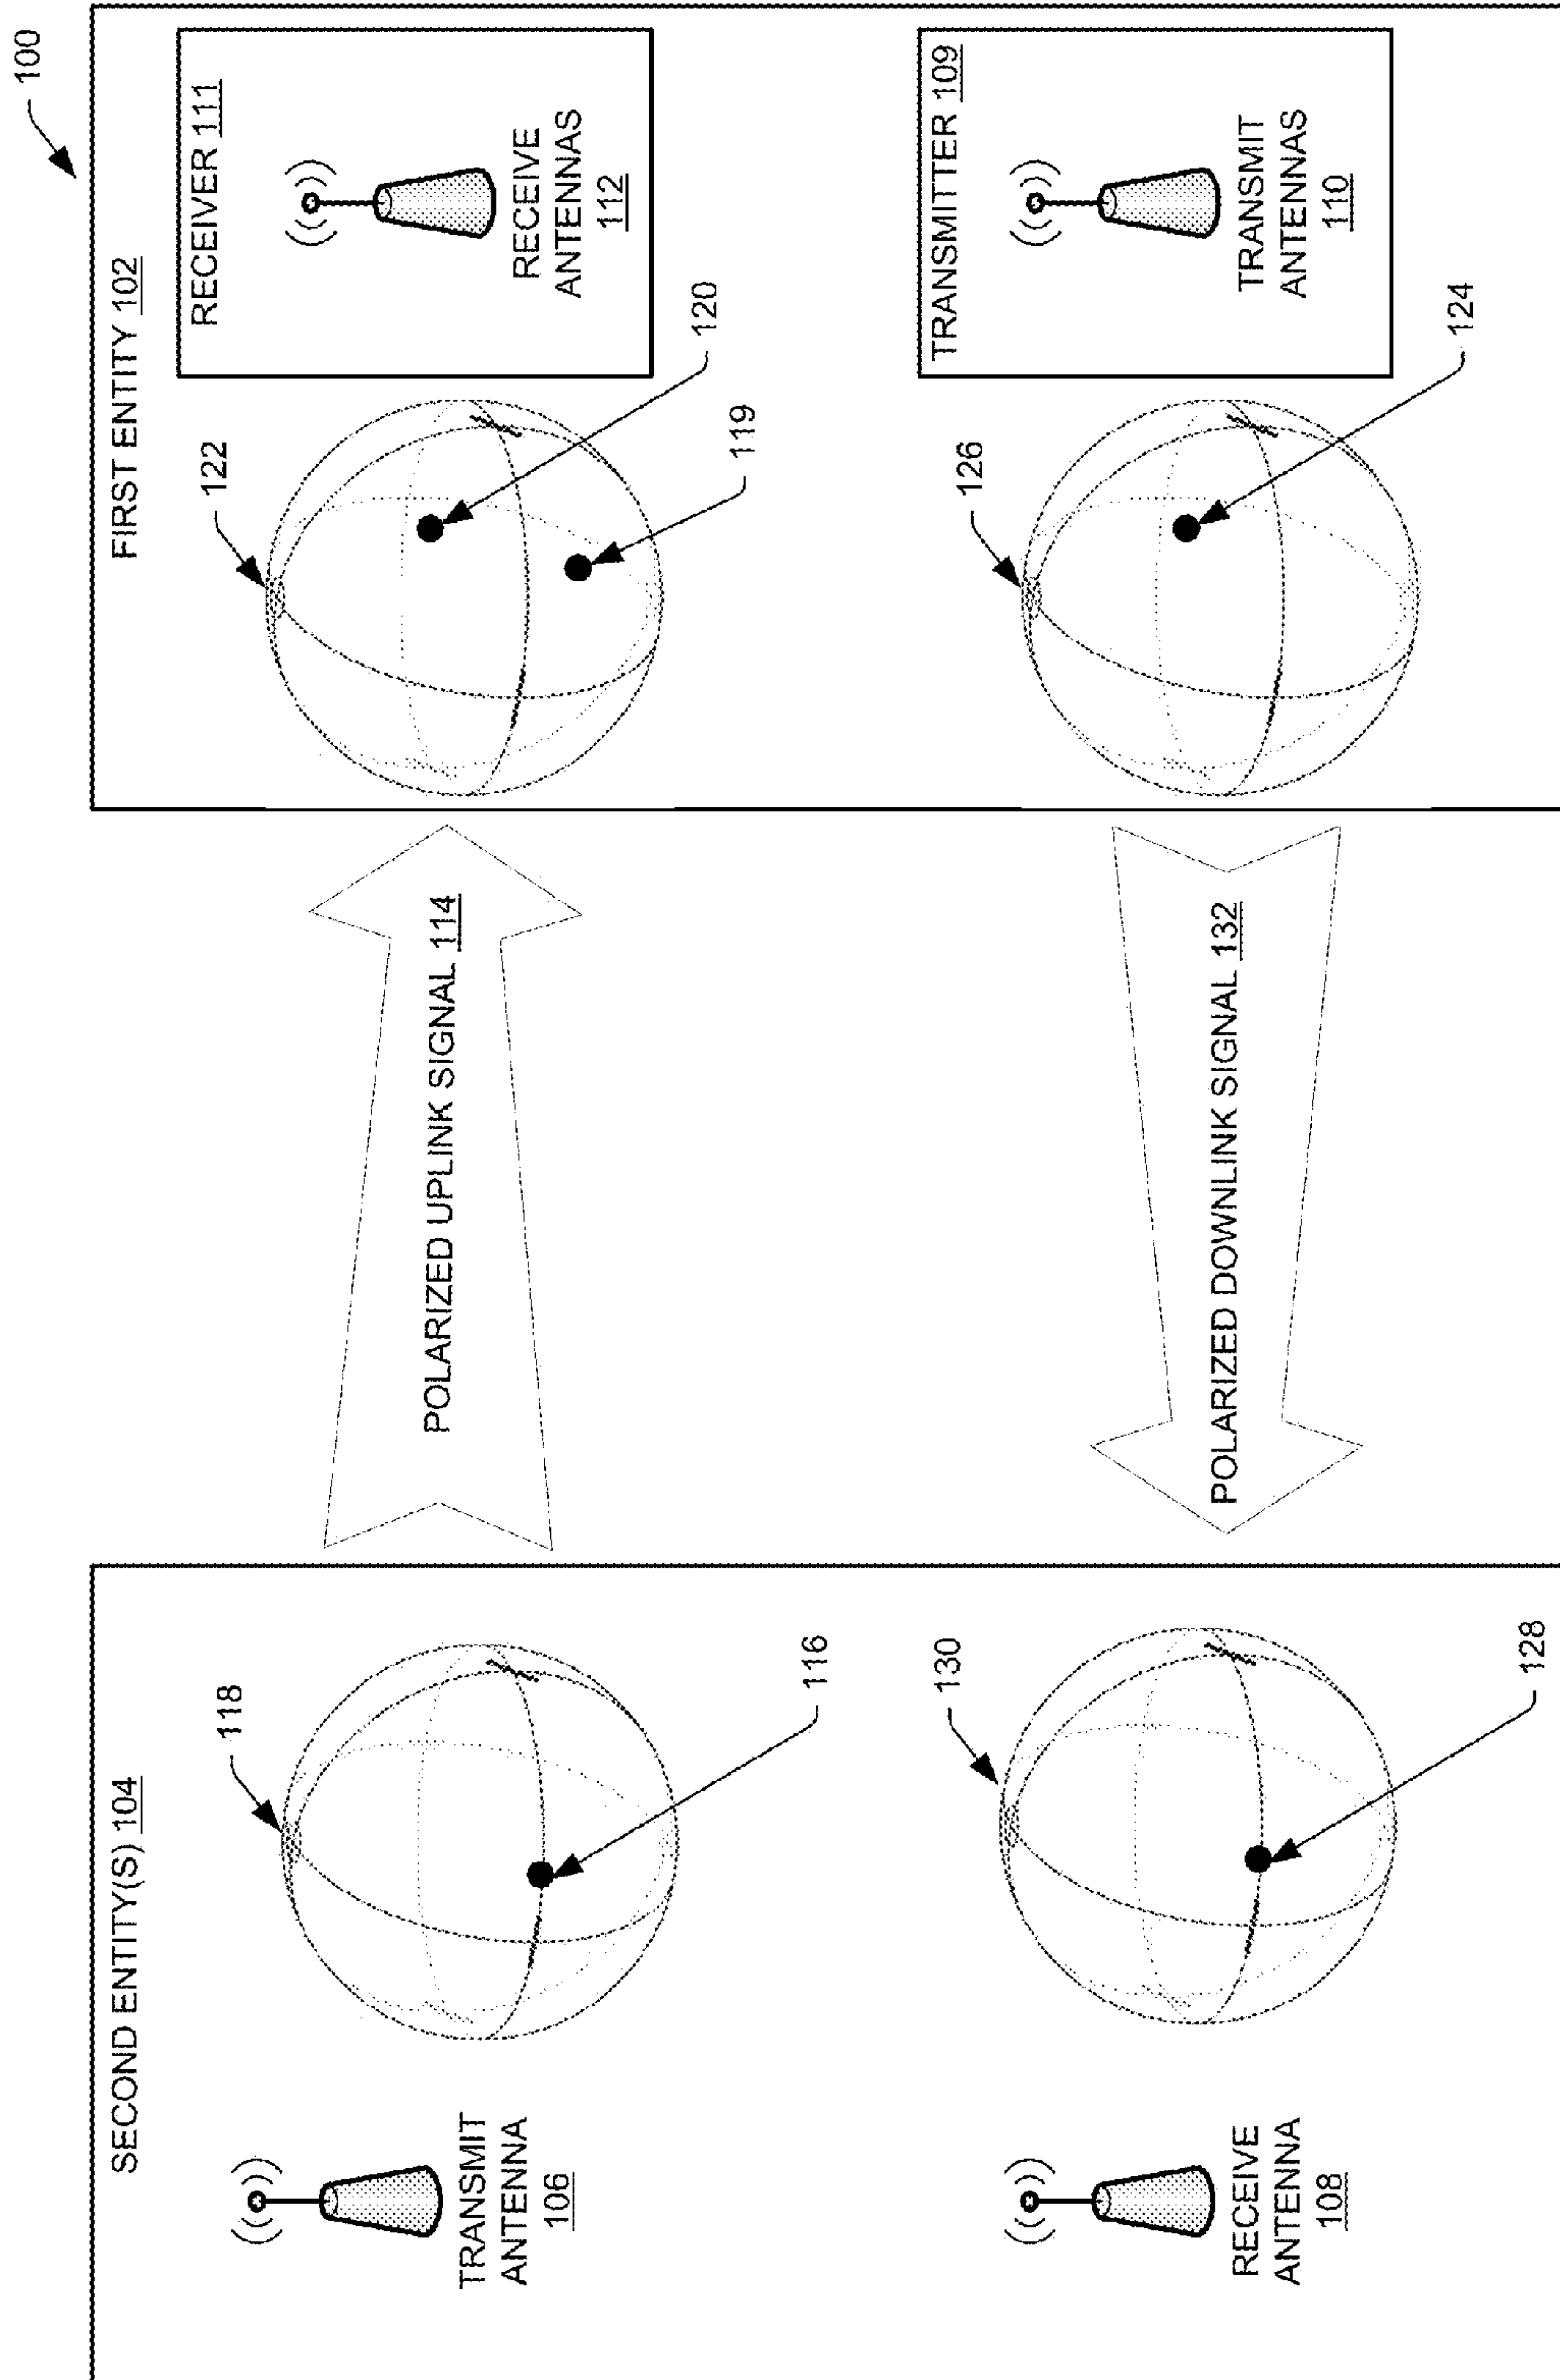 100
SECOND ENTITY(S) 104
FIRST ENTITY 102
118
TRANSMIT
ANTENNA
106
116
POLARIZED UPLINK SIGNAL 114
122
RECEIVER 111
RECEIVE
ANTENNAS
112
120
119
130
RECEIVE
ANTENNA
108
128
POLARIZED DOWNLINK SIGNAL 132
126
TRANSMITTER 109
TRANSMIT
ANTENNAS
110
124